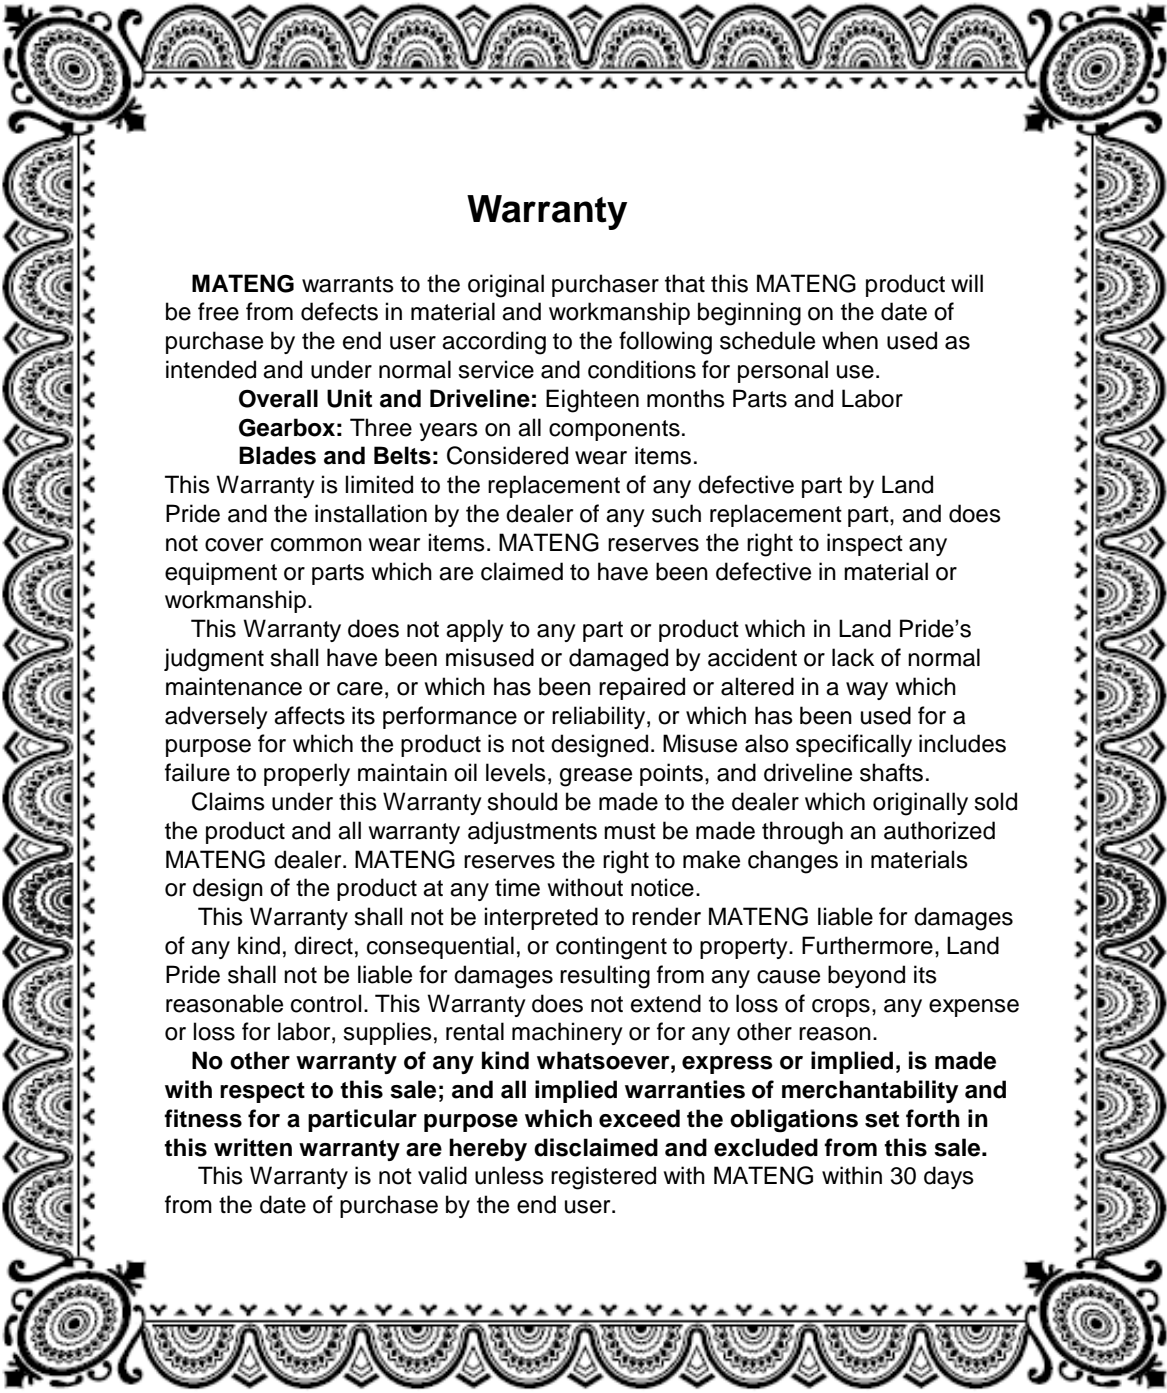 Warranty
MATENG warrants to the original purchaser that this MATENG product will
be free from defects in material and workmanship beginning on the date of
purchase by the end user according to the following schedule when used as
intended and under normal service and conditions for personal use.
Overall Unit and Driveline: Eighteen months Parts and Labor
Gearbox: Three years on all components.
Blades and Belts: Considered wear items.
This Warranty is limited to the replacement of any defective part by Land
Pride and the installation by the dealer of any such replacement part, and does
not cover common wear items. MATENG reserves the right to inspect any
equipment or parts which are claimed to have been defective in material or
workmanship.
This Warranty does not apply to any part or product which in Land Pride’s
judgment shall have been misused or damaged by accident or lack of normal
maintenance or care, or which has been repaired or altered in a way which
adversely affects its performance or reliability, or which has been used for a
purpose for which the product is not designed. Misuse also specifically includes
failure to properly maintain oil levels, grease points, and driveline shafts.
Claims under this Warranty should be made to the dealer which originally sold
the product and all warranty adjustments must be made through an authorized
MATENG dealer. MATENG reserves the right to make changes in materials
or design of the product at any time without notice.
This Warranty shall not be interpreted to render MATENG liable for damages
of any kind, direct, consequential, or contingent to property. Furthermore, Land
Pride shall not be liable for damages resulting from any cause beyond its
reasonable control. This Warranty does not extend to loss of crops, any expense
or loss for labor, supplies, rental machinery or for any other reason.
No other warranty of any kind whatsoever, express or implied, is made
with respect to this sale; and all implied warranties of merchantability and
fitness for a particular purpose which exceed the obligations set forth in
this written warranty are hereby disclaimed and excluded from this sale.
This Warranty is not valid unless registered with MATENG within 30 days
from the date of purchase by the end user.